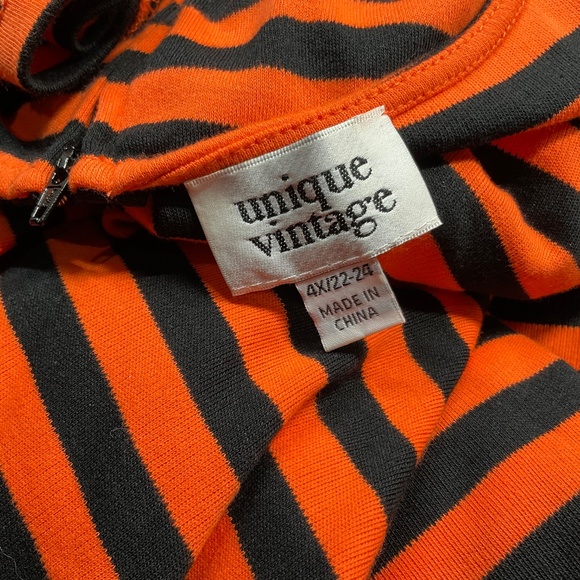 unique
vintage
4X/22-24
MADE IN
CHINA